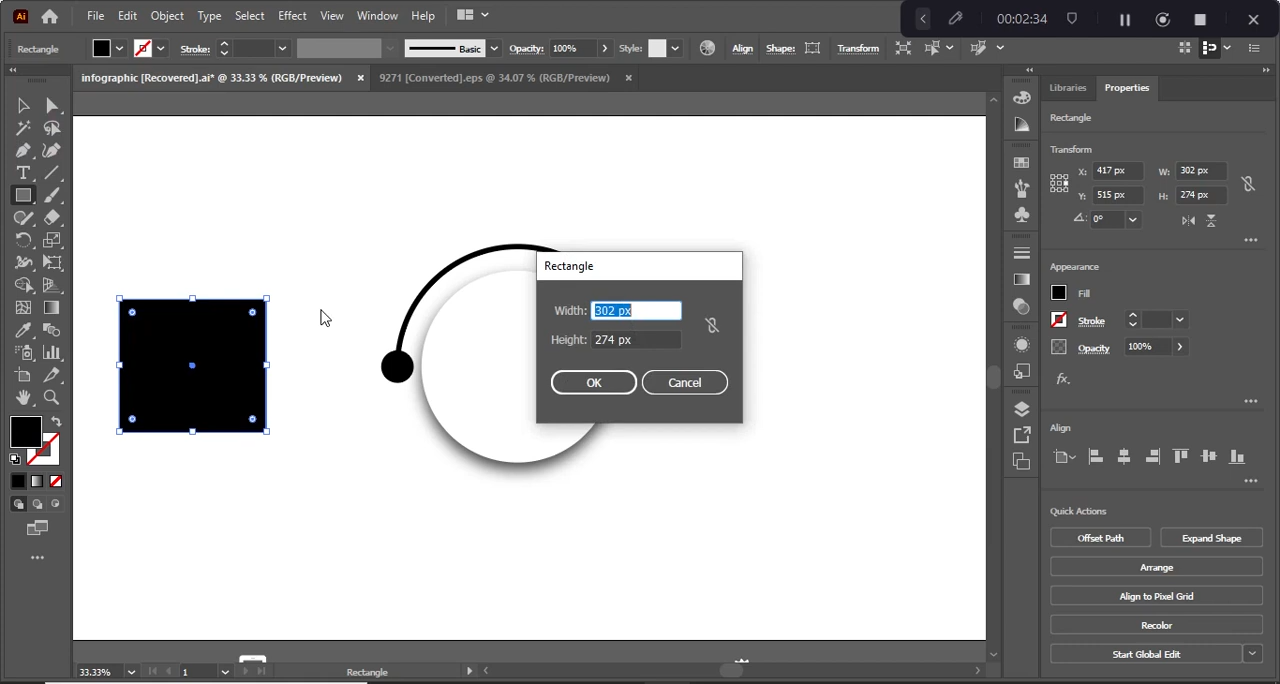 Ai File Edit Object Type Select Effect View Window Help
00:02:34
Rectangle Stroke: Basic Opacity: 100% Style: Align Shape: Transform
infographic [Recovered].ai* @ 33.33 % (RGB/Preview) × 9271 [Converted].eps @ 34.07 % (RGB/Preview) ×
Libraries Properties
Rectangle
Transform
X: 417 px W: 302 px
Y: 515 px H: 274 px
0°
Appearance
Fill
Stroke
Opacity 100%
fx.
Align
Quick Actions
Offset Path Expand Shape
Arrange
Align to Pixel Grid
Recolor
Start Global Edit
Rectangle
Width: 302 px
Height: 274 px
OK Cancel
33.33% 1 Rectangle